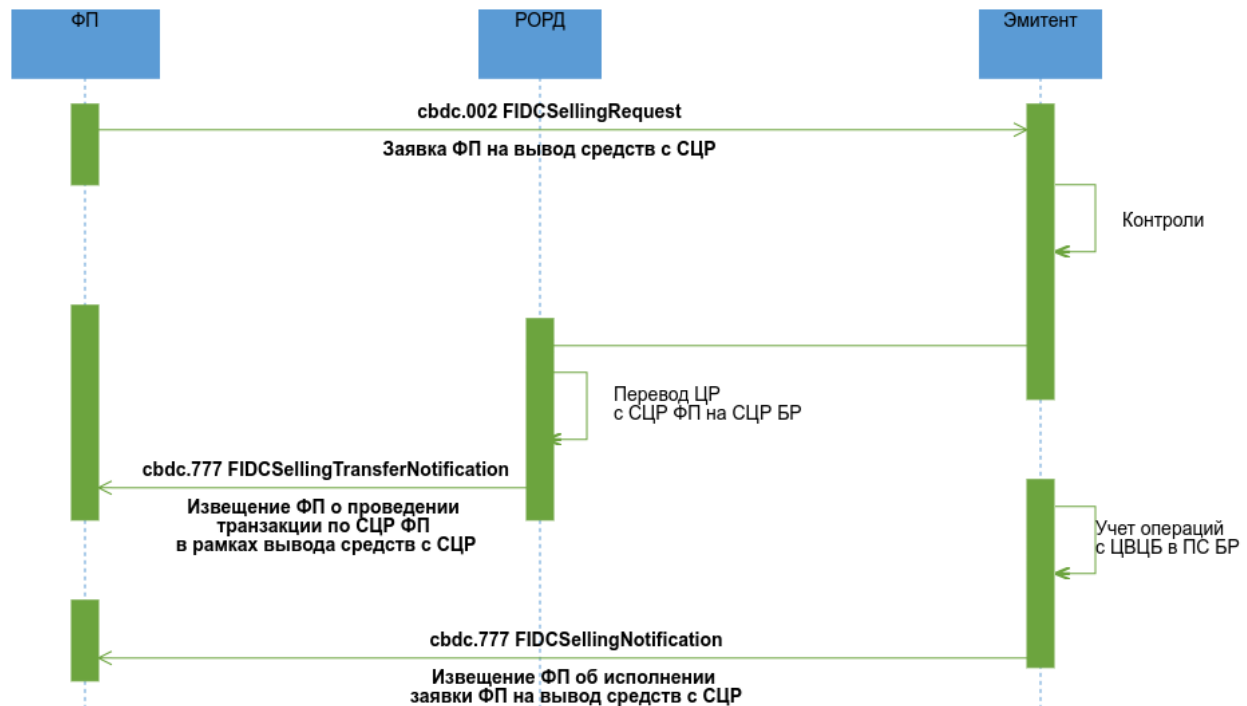 ФП
РОРД
Эмитент
cbdc.002 FIDCSellingRequest
Заявка ФП на вывод средств с СЦР
Контроли
Перевод ЦР
с СЦР ФП на СЦР БР
cbdc.777 FIDCSellingTransferNotification
Извещение ФП о проведении
транзакции по СЦР ФП
в рамках вывода средств с СЦР
Учет операций
с ЦВЦБ в ПС БР
cbdc.777 FIDCSellingNotification
Извещение ФП об исполнении
заявки ФП на вывод средств с СЦР